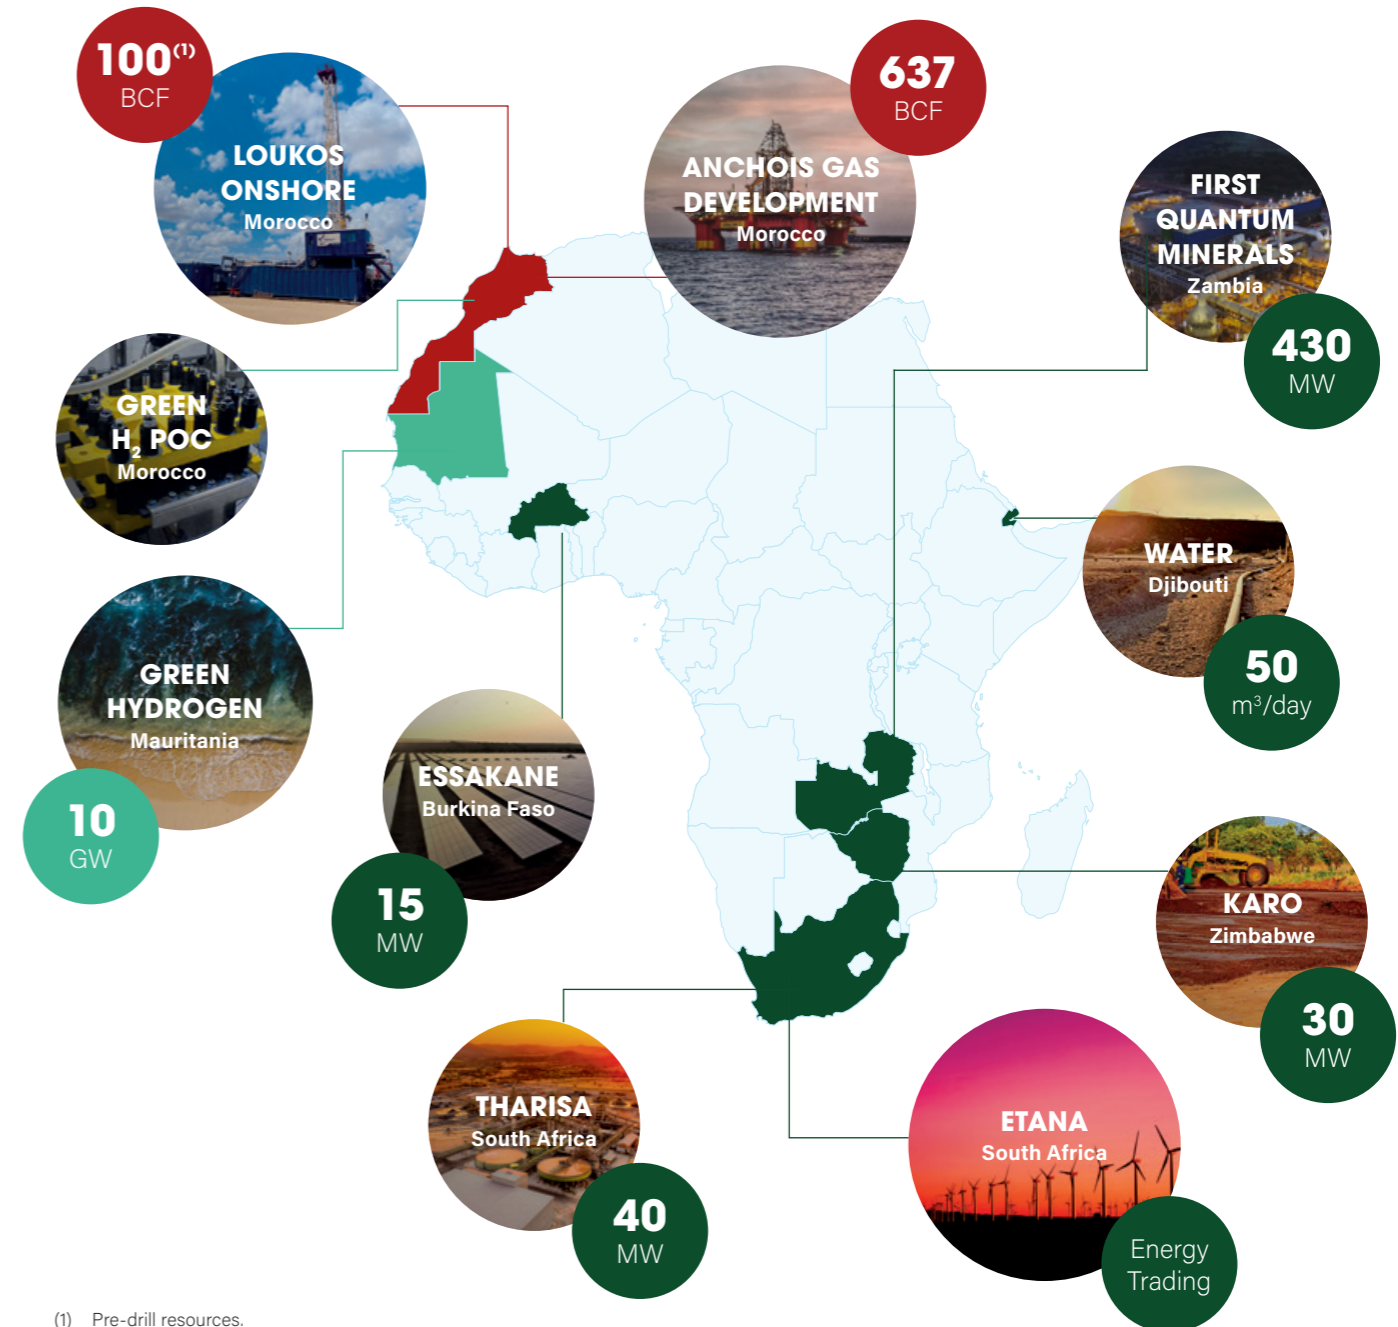 100(1)
BCF
LOUKOS
ONSHORE
Morocco
637
BCF
ANCHOIS GAS
DEVELOPMENT
Morocco
FIRST
QUANTUM
MINERALS
Zambia
430
MW
GREEN
H2 POC
Morocco
WATER
Djibouti
50
m³/day
GREEN
HYDROGEN
Mauritania
10
GW
ESSAKANE
Burkina Faso
15
MW
KARO
Zimbabwe
30
MW
THARISA
South Africa
40
MW
ETANA
South Africa
Energy
Trading
(1) Pre-drill resources.